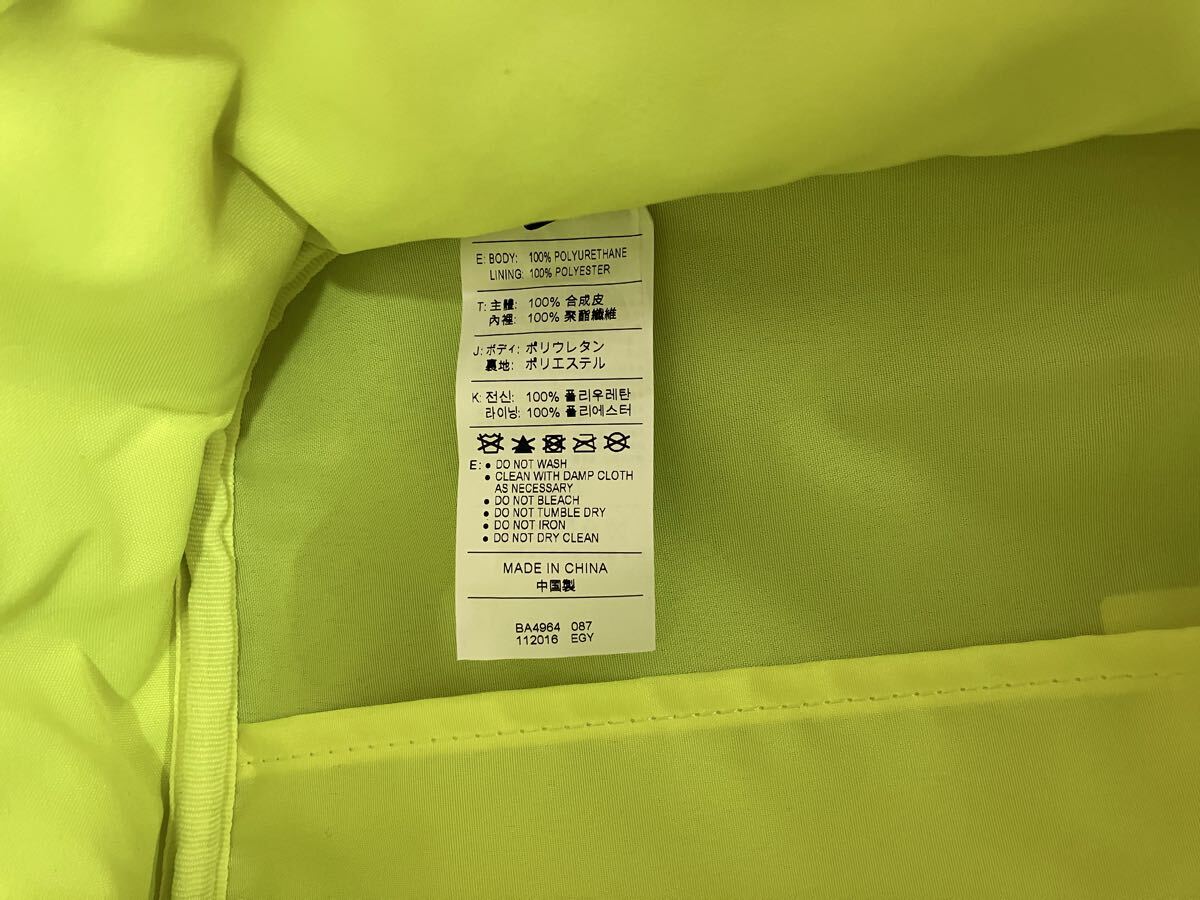 E: BODY: 100% POLYURETHANE
LINING: 100% POLYESTER
T: 主體: 100% 合成皮
內裡: 100% 聚酯纖維
J: ボディ: ポリウレタン
裏地: ポリエステル
K: 전신: 100% 폴리우레탄
라이닝: 100% 폴리에스터
E: • DO NOT WASH
• CLEAN WITH DAMP CLOTH
AS NECESSARY
• DO NOT BLEACH
• DO NOT TUMBLE DRY
• DO NOT IRON
• DO NOT DRY CLEAN
MADE IN CHINA
中国製
BA4964 087
112016 EGY